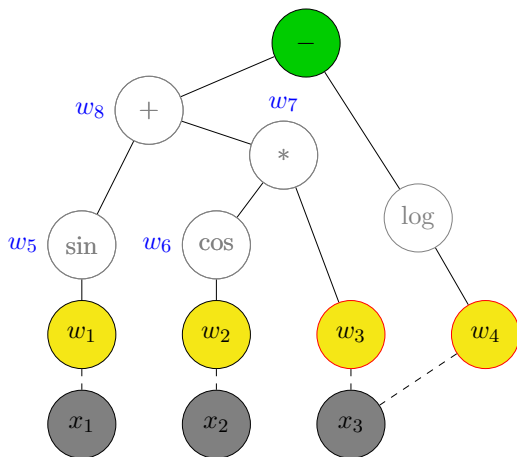 −
w₇
w₈ +
*
log
w₅ sin w₆ cos
w₁ w₂ w₃ w₄
x₁ x₂ x₃